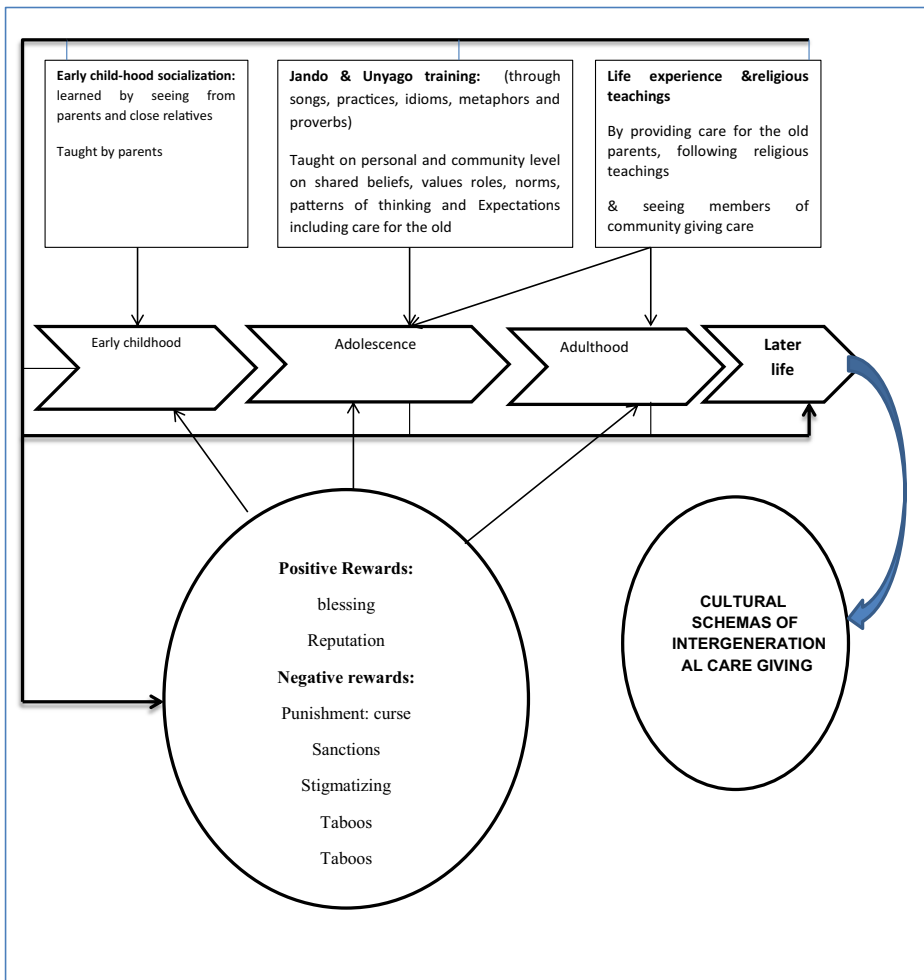 Early child-hood socialization:
learned by seeing from
parents and close relatives
Taught by parents
Jando & Unyago training: (through
songs, practices, idioms, metaphors and
proverbs)
Taught on personal and community level
on shared beliefs, values roles, norms,
patterns of thinking and Expectations
including care for the old
Life experience &religious
teachings
By providing care for the old
parents, following religious
teachings
& seeing members of
community giving care
Early childhood
Adolescence
Adulthood
Later
life
Positive Rewards:
blessing
Reputation
Negative rewards:
Punishment: curse
Sanctions
Stigmatizing
Taboos
Taboos
CULTURAL
SCHEMAS OF
INTERGENERATION
AL CARE GIVING